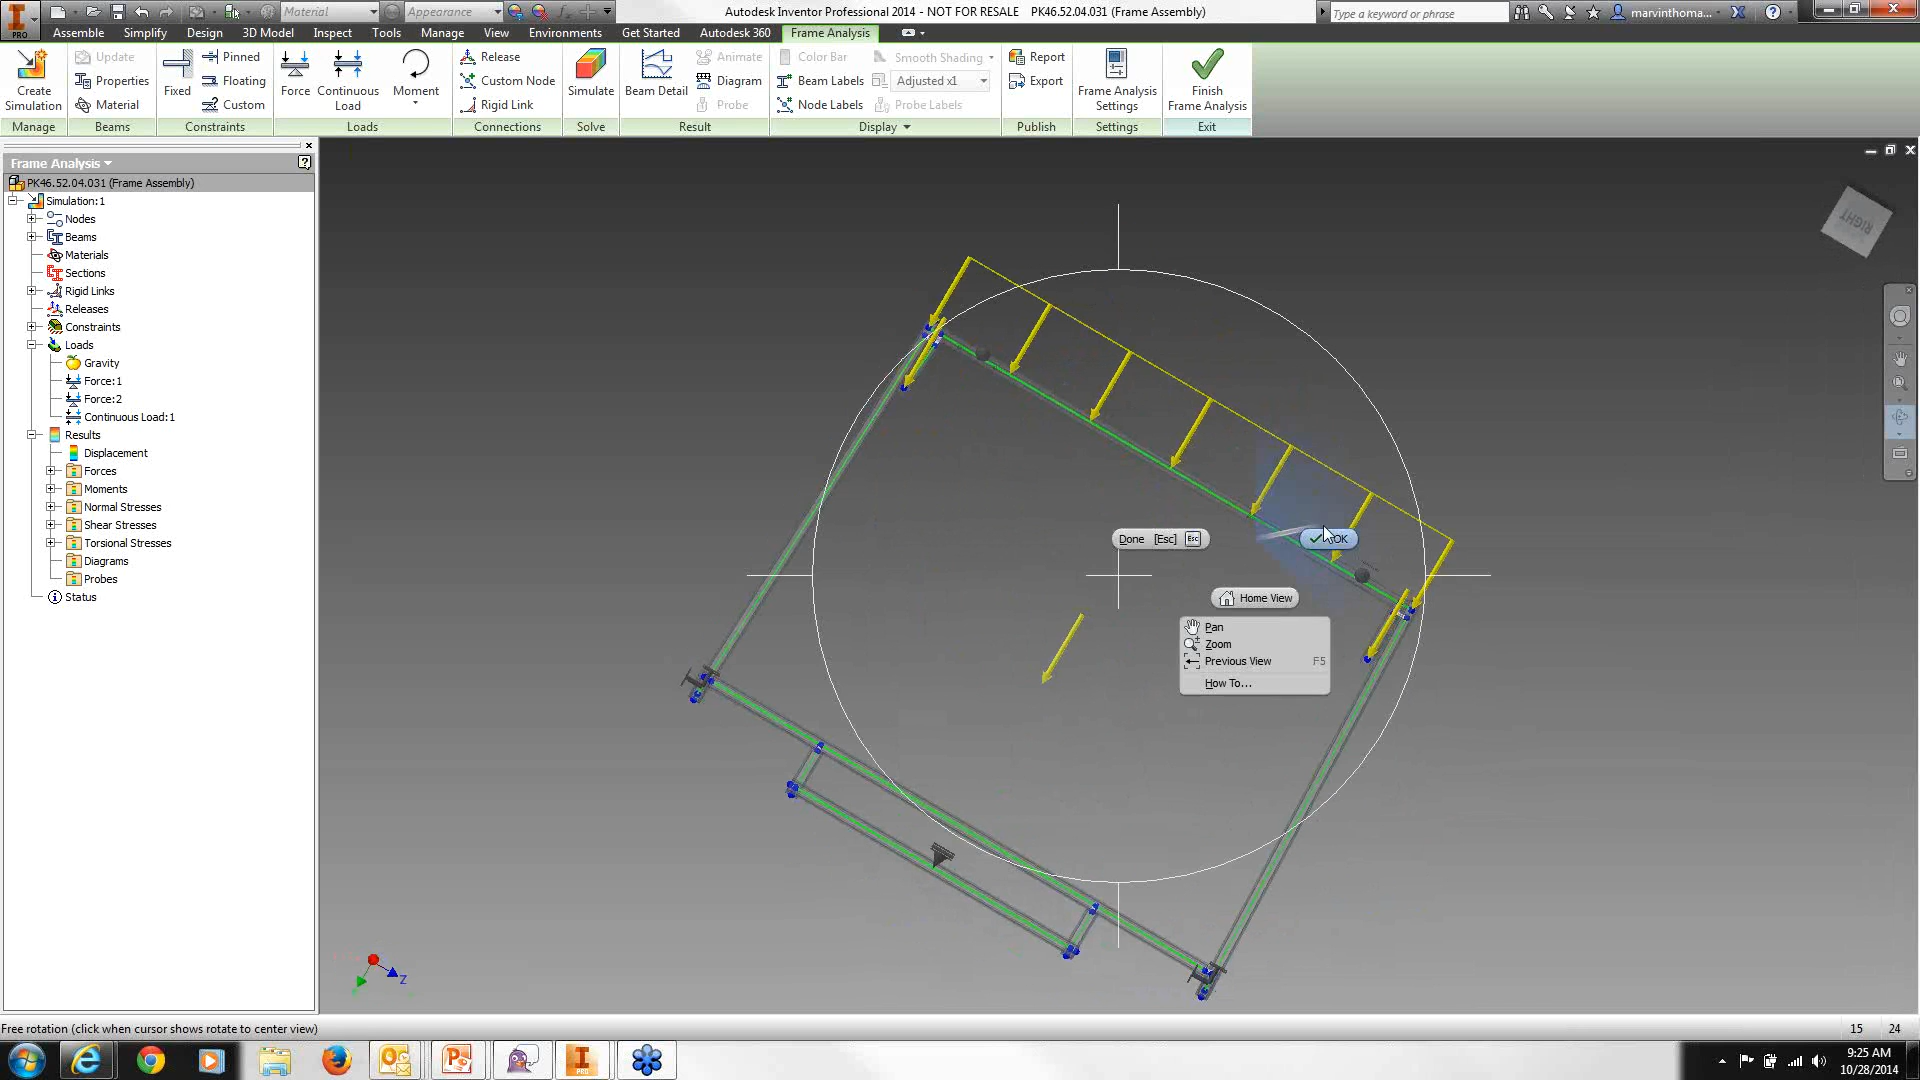 Material
Appearance
Autodesk Inventor Professional 2014 - NOT FOR RESALE PK46.52.04.031 (Frame Assembly)
Type a keyword or phrase
marvinthoma...
PRO
Assemble Simplify Design 3D Model Inspect Tools Manage View Environments Get Started Autodesk 360 Frame Analysis
Create Simulation
Manage
Update
Properties
Material
Beams
Fixed
Pinned
Floating
Custom
Constraints
Force
Continuous Load
Moment
Loads
Release
Custom Node
Rigid Link
Connections
Simulate
Solve
Beam Detail
Animate
Diagram
Probe
Result
Color Bar
Beam Labels
Node Labels
Smooth Shading
Adjusted x1
Probe Labels
Display
Report
Export
Publish
Frame Analysis Settings
Settings
Finish Frame Analysis
Exit
Frame Analysis
PK46.52.04.031 (Frame Assembly)
Simulation:1
Nodes
Beams
Materials
Sections
Rigid Links
Releases
Constraints
Loads
Gravity
Force:1
Force:2
Continuous Load:1
Results
Displacement
Forces
Moments
Normal Stresses
Shear Stresses
Torsional Stresses
Diagrams
Probes
Status
RIGHT
Done [Esc] Esc
OK
Home View
Pan
Zoom
Previous View F5
How To...
Z
Free rotation (click when cursor shows rotate to center view)
15 24
PRO
9:25 AM
10/28/2014